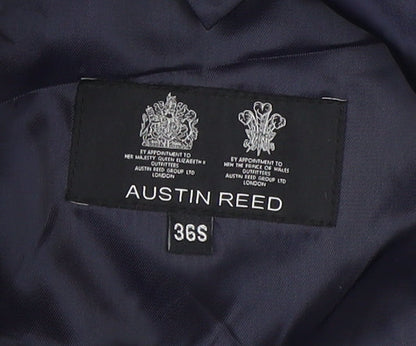 BY APPOINTMENT TO
HER MAJESTY QUEEN ELIZABETH II
OUTFITTERS
AUSTIN REED GROUP LTD
LONDON
BY APPOINTMENT TO
HRH THE PRINCE OF WALES
OUTFITTERS
AUSTIN REED GROUP LTD
LONDON
AUSTIN REED
36S